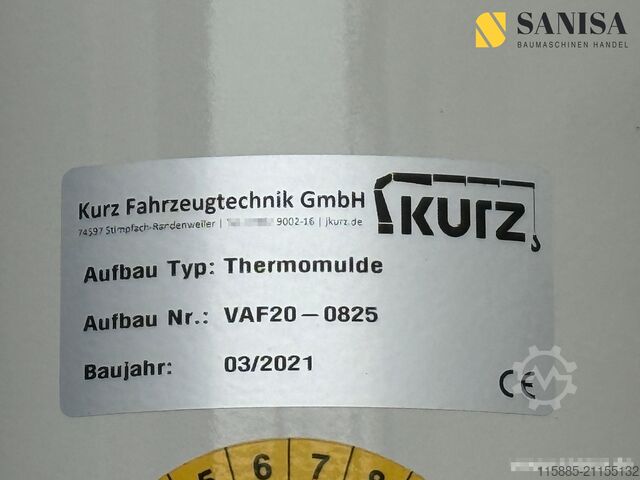 SANISA
BAUMASCHINEN HANDEL
Kurz Fahrzeugtechnik GmbH
74597 Stimpfach-Randenweiler | 9002-16 | jkurz.de
KURZ
Aufbau Typ: Thermomulde
Aufbau Nr.: VAF20-0825
Baujahr: 03/2021
CE
5 6 7 8
115885-21155132